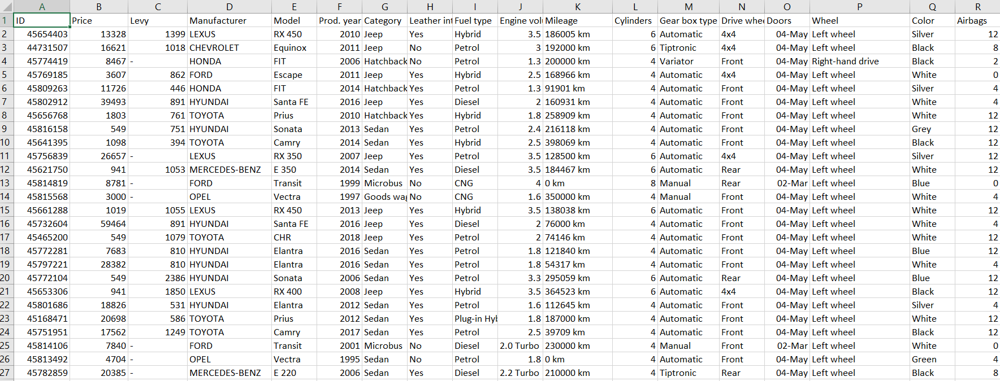 A B C D E F G H I J K L M N O P Q R
1 ID Price Levy Manufacturer Model Prod. year Category Leather int Fuel type Engine volu Mileage Cylinders Gear box type Drive whee Doors Wheel Color Airbags
2 45654403 13328 1399 LEXUS RX 450 2010 Jeep Yes Hybrid 3.5 186005 km 6 Automatic 4x4 04-May Left wheel Silver 12
3 44731507 16621 1018 CHEVROLET Equinox 2011 Jeep No Petrol 3 192000 km 6 Tiptronic 4x4 04-May Left wheel Black 8
4 45774419 8467 - HONDA FIT 2006 Hatchback No Petrol 1.3 200000 km 4 Variator Front 04-May Right-hand drive Black 2
5 45769185 3607 862 FORD Escape 2011 Jeep Yes Hybrid 2.5 168966 km 4 Automatic 4x4 04-May Left wheel White 0
6 45809263 11726 446 HONDA FIT 2014 Hatchback Yes Petrol 1.3 91901 km 4 Automatic Front 04-May Left wheel Silver 4
7 45802912 39493 891 HYUNDAI Santa FE 2016 Jeep Yes Diesel 2 160931 km 4 Automatic Front 04-May Left wheel White 4
8 45656768 1803 761 TOYOTA Prius 2010 Hatchback Yes Hybrid 1.8 258909 km 4 Automatic Front 04-May Left wheel White 12
9 45816158 549 751 HYUNDAI Sonata 2013 Sedan Yes Petrol 2.4 216118 km 4 Automatic Front 04-May Left wheel Grey 12
10 45641395 1098 394 TOYOTA Camry 2014 Sedan Yes Hybrid 2.5 398069 km 4 Automatic Front 04-May Left wheel Black 12
11 45756839 26657 - LEXUS RX 350 2007 Jeep Yes Petrol 3.5 128500 km 6 Automatic 4x4 04-May Left wheel Silver 12
12 45621750 941 1053 MERCEDES-BENZ E 350 2014 Sedan Yes Diesel 3.5 184467 km 6 Automatic Rear 04-May Left wheel White 12
13 45814819 8781 - FORD Transit 1999 Microbus No CNG 4 0 km 8 Manual Rear 02-Mar Left wheel Blue 0
14 45815568 3000 - OPEL Vectra 1997 Goods wag No CNG 1.6 350000 km 4 Manual Front 04-May Left wheel White 4
15 45661288 1019 1055 LEXUS RX 450 2013 Jeep Yes Hybrid 3.5 138038 km 6 Automatic Front 04-May Left wheel White 12
16 45732604 59464 891 HYUNDAI Santa FE 2016 Jeep Yes Diesel 2 76000 km 4 Automatic Front 04-May Left wheel White 4
17 45465200 549 1079 TOYOTA CHR 2018 Jeep Yes Petrol 2 74146 km 4 Automatic Front 04-May Left wheel White 12
18 45772281 7683 810 HYUNDAI Elantra 2016 Sedan Yes Petrol 1.8 121840 km 4 Automatic Front 04-May Left wheel Blue 12
19 45797221 28382 810 HYUNDAI Elantra 2016 Sedan Yes Petrol 1.8 54317 km 4 Automatic Front 04-May Left wheel White 4
20 45772104 549 2386 HYUNDAI Sonata 2006 Sedan Yes Petrol 3.3 295059 km 6 Automatic Rear 04-May Left wheel Blue 12
21 45653306 941 1850 LEXUS RX 400 2008 Jeep Yes Hybrid 3.5 364523 km 6 Automatic 4x4 04-May Left wheel Black 12
22 45801686 18826 531 HYUNDAI Elantra 2012 Sedan Yes Petrol 1.6 112645 km 4 Automatic Front 04-May Left wheel Silver 4
23 45168471 20698 586 TOYOTA Prius 2012 Sedan Yes Plug-in Hyb 1.8 187000 km 4 Automatic Front 04-May Left wheel White 12
24 45751951 17562 1249 TOYOTA Camry 2017 Sedan Yes Petrol 2.5 39709 km 4 Automatic Front 04-May Left wheel Black 12
25 45814106 7840 - FORD Transit 2001 Microbus No Diesel 2.0 Turbo 230000 km 4 Manual Front 02-Mar Left wheel White 0
26 45813492 4704 - OPEL Vectra 1995 Sedan No Petrol 1.8 0 km 4 Automatic Front 04-May Left wheel Green 4
27 45782859 20385 - MERCEDES-BENZ E 220 2006 Sedan Yes Diesel 2.2 Turbo 210000 km 4 Tiptronic Rear 04-May Left wheel Black 8